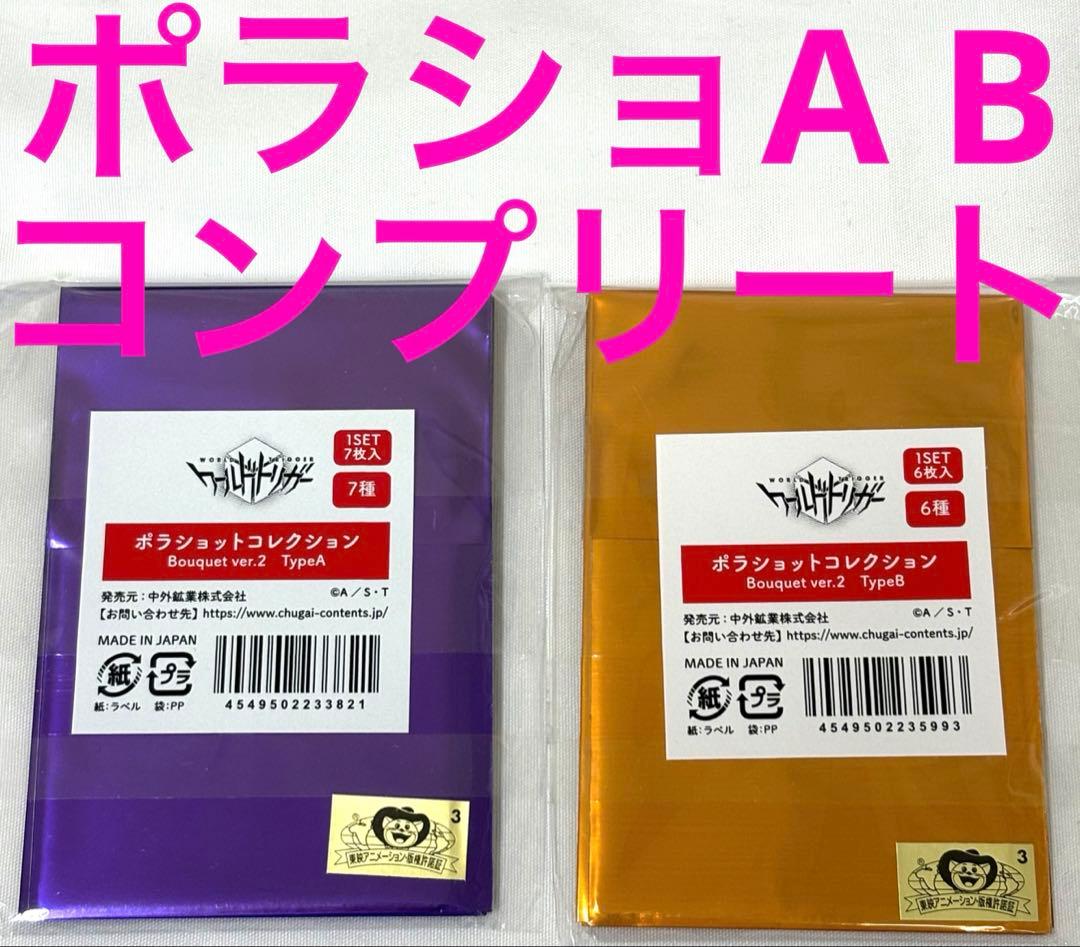 ポラショA B
コンプリート
WORLD TRIGGER
ワールドトリガー
1SET
7枚入
7種
ポラショットコレクション
Bouquet ver.2 TypeA
©A/S・T
発売元：中外鉱業株式会社
【お問い合わせ先】https://www.chugai-contents.jp/
MADE IN JAPAN
紙
プラ
紙：ラベル 袋：PP
4549502233821
3
東映アニメーション・版権許諾証
WORLD TRIGGER
ワールドトリガー
1SET
6枚入
6種
ポラショットコレクション
Bouquet ver.2 TypeB
©A/S・T
発売元：中外鉱業株式会社
【お問い合わせ先】https://www.chugai-contents.jp/
MADE IN JAPAN
紙
プラ
紙：ラベル 袋：PP
4549502235993
3
東映アニメーション・版権許諾証